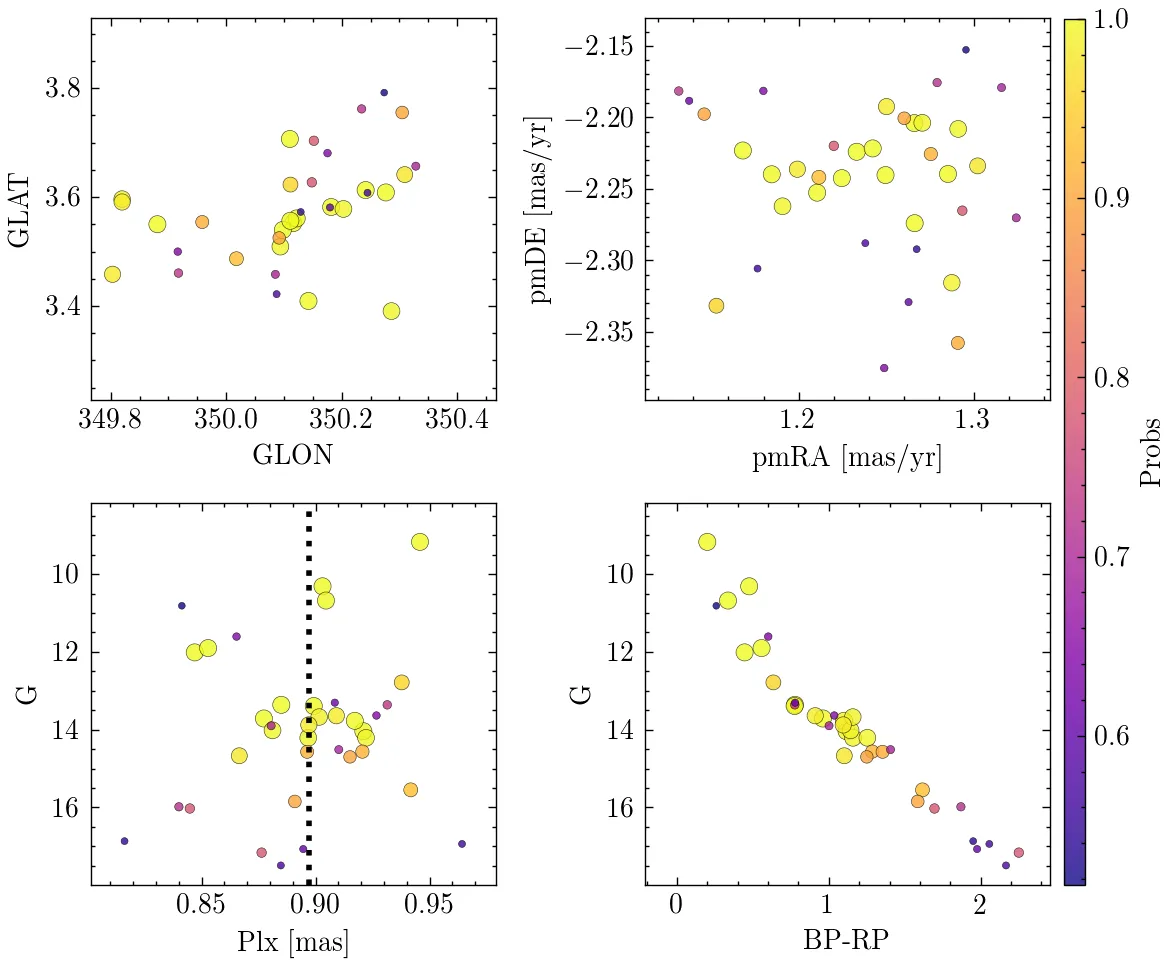 3.8
3.6
3.4
GLAT
349.8 350.0 350.2 350.4
GLON
−2.15
−2.20
−2.25
−2.30
−2.35
pmDE [mas/yr]
1.2 1.3
pmRA [mas/yr]
10
12
14
16
G
0.85 0.90 0.95
Plx [mas]
10
12
14
16
G
0 1 2
BP-RP
1.0
0.9
0.8
0.7
0.6
Probs